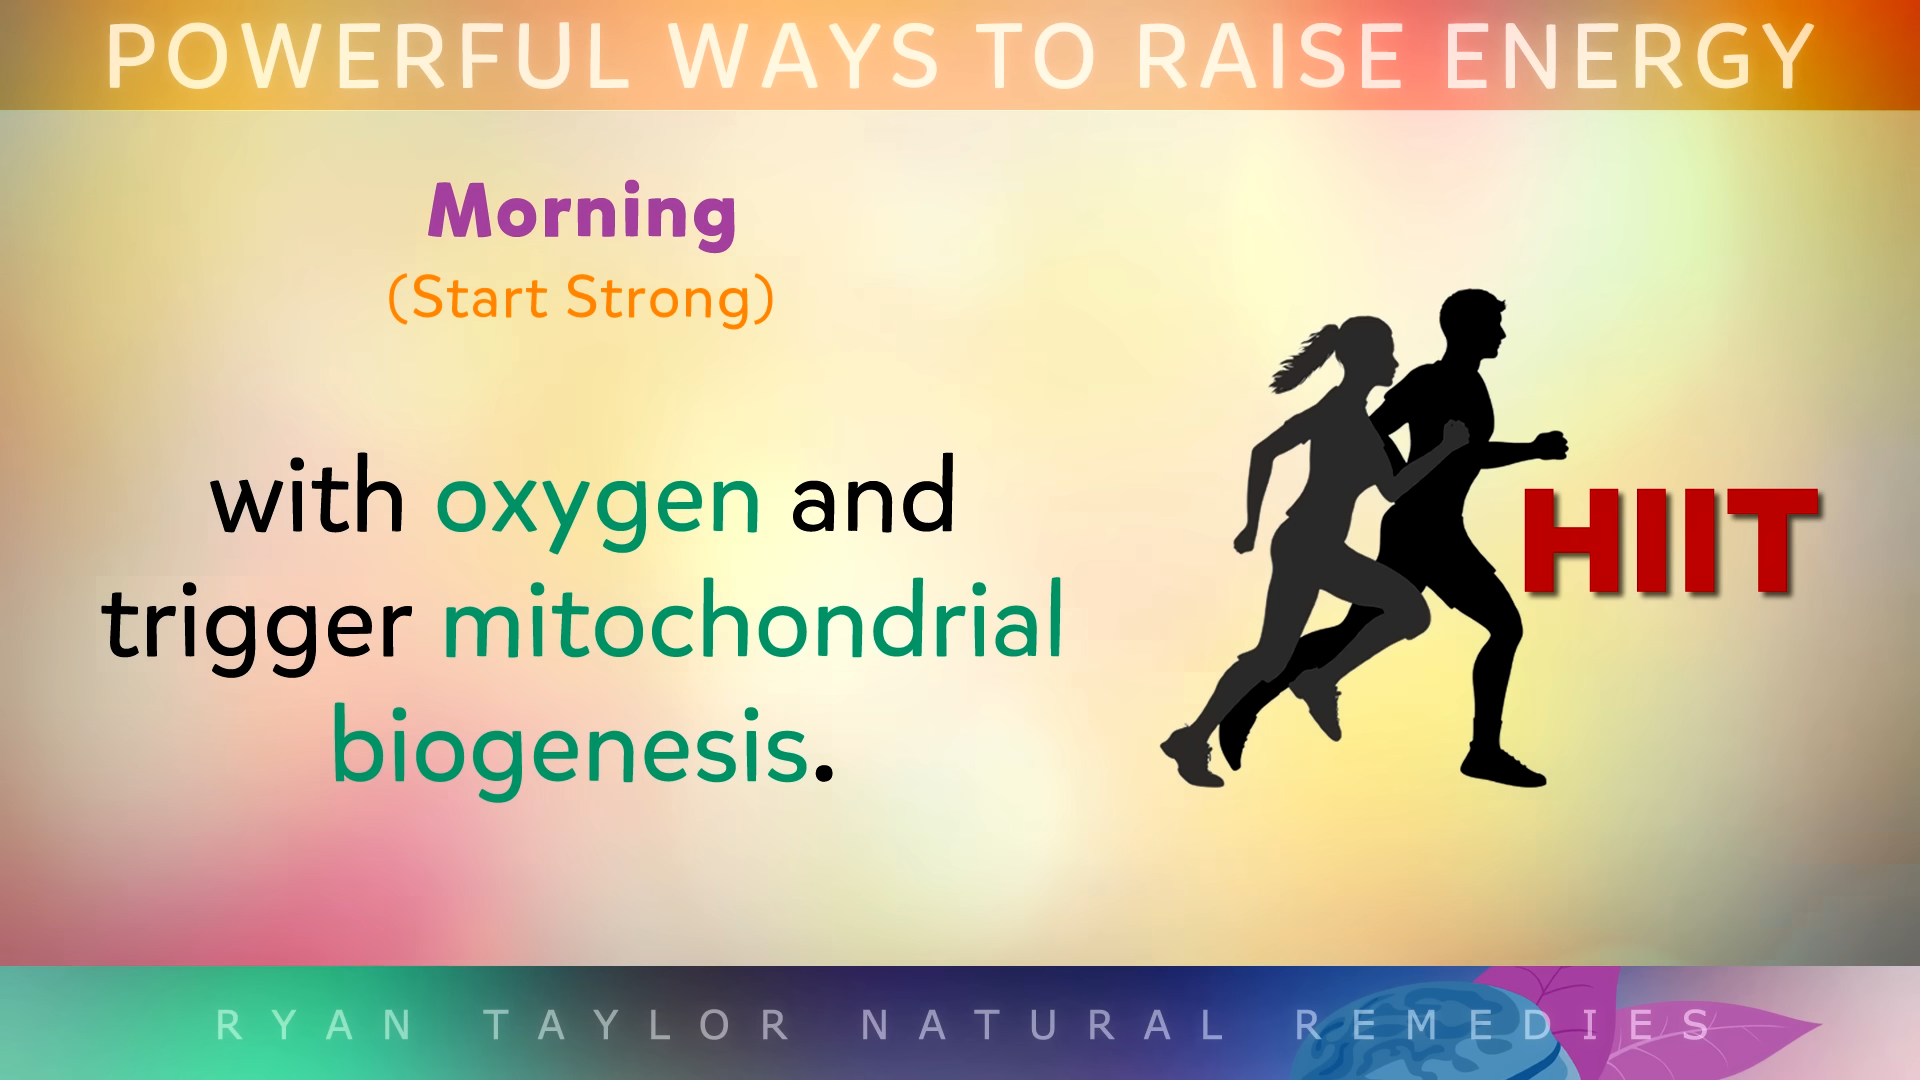 POWERFUL WAYS TO RAISE ENERGY
Morning
(Start Strong)
with oxygen and
trigger mitochondrial
biogenesis.
HIIT
RYAN TAYLOR NATURAL REMEDIES